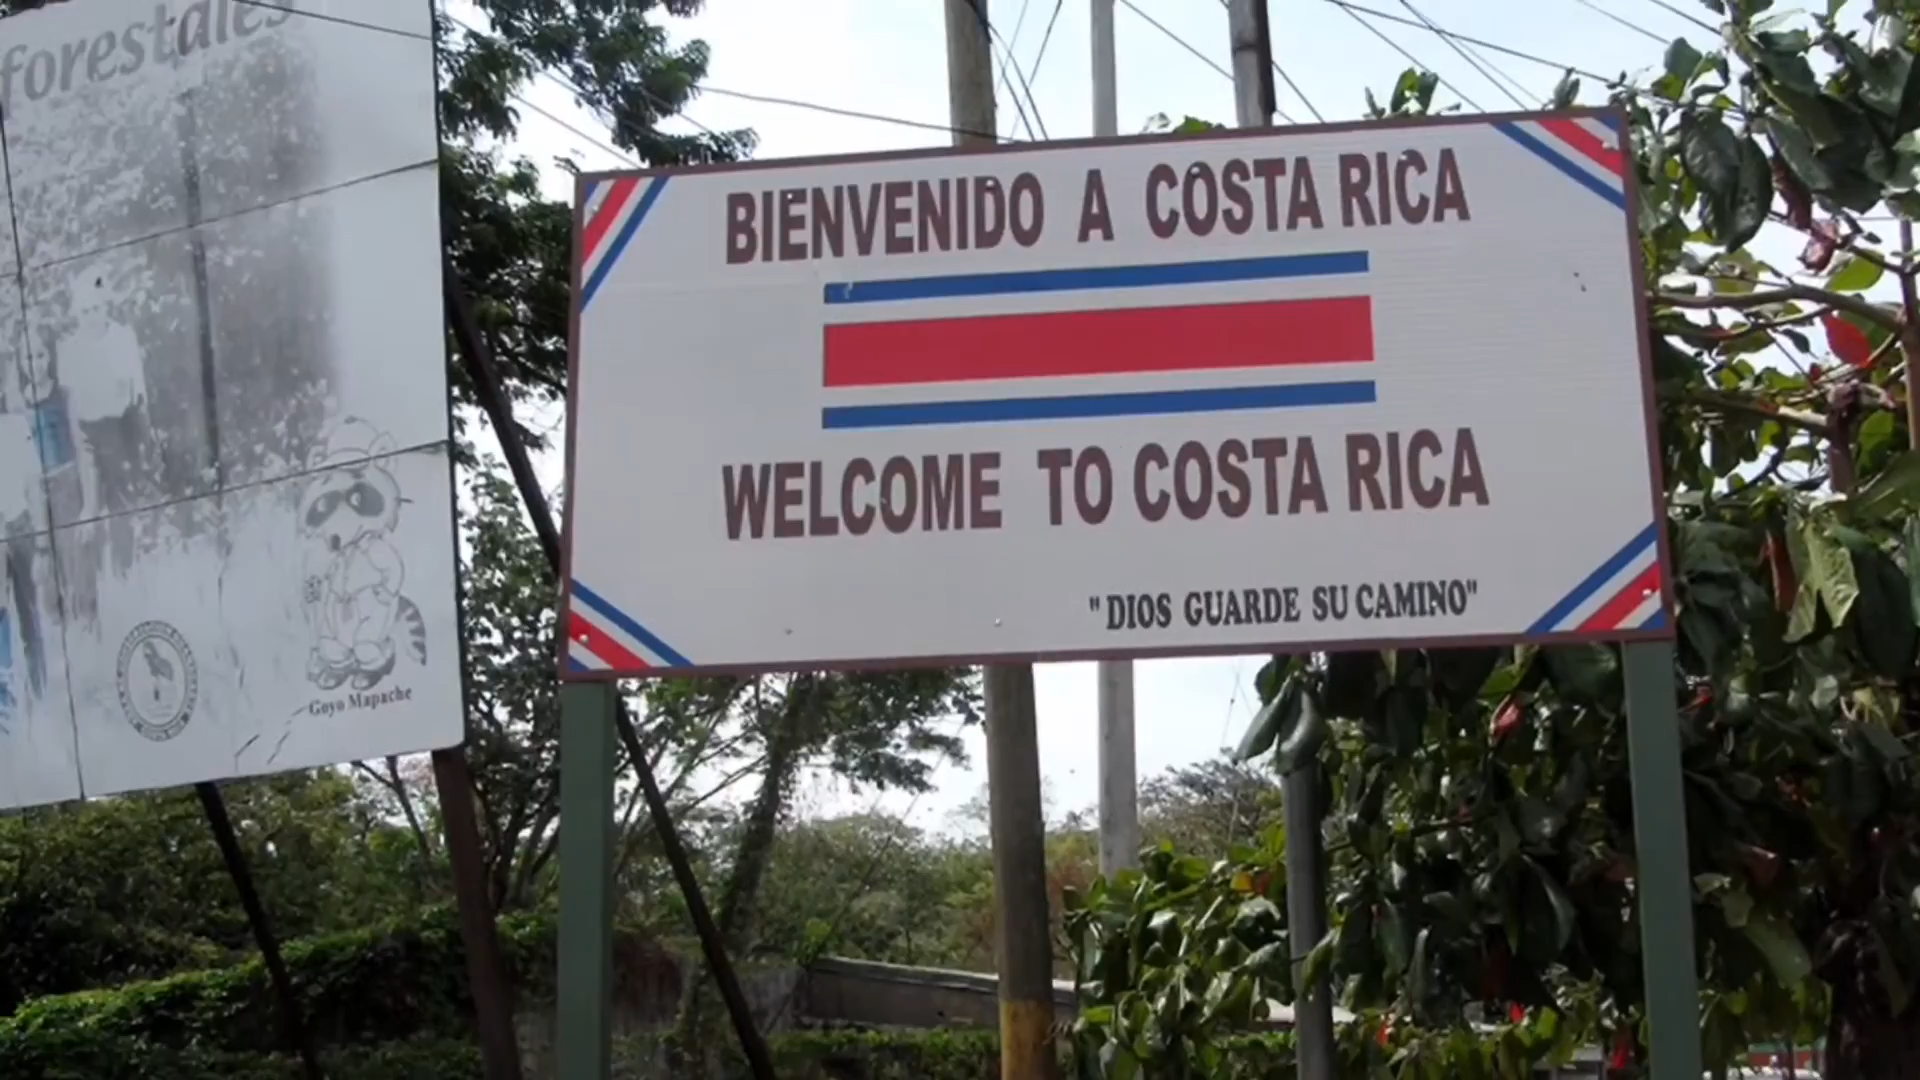 forestales
Goyo Mapache
BIENVENIDO A COSTA RICA
WELCOME TO COSTA RICA
"DIOS GUARDE SU CAMINO"